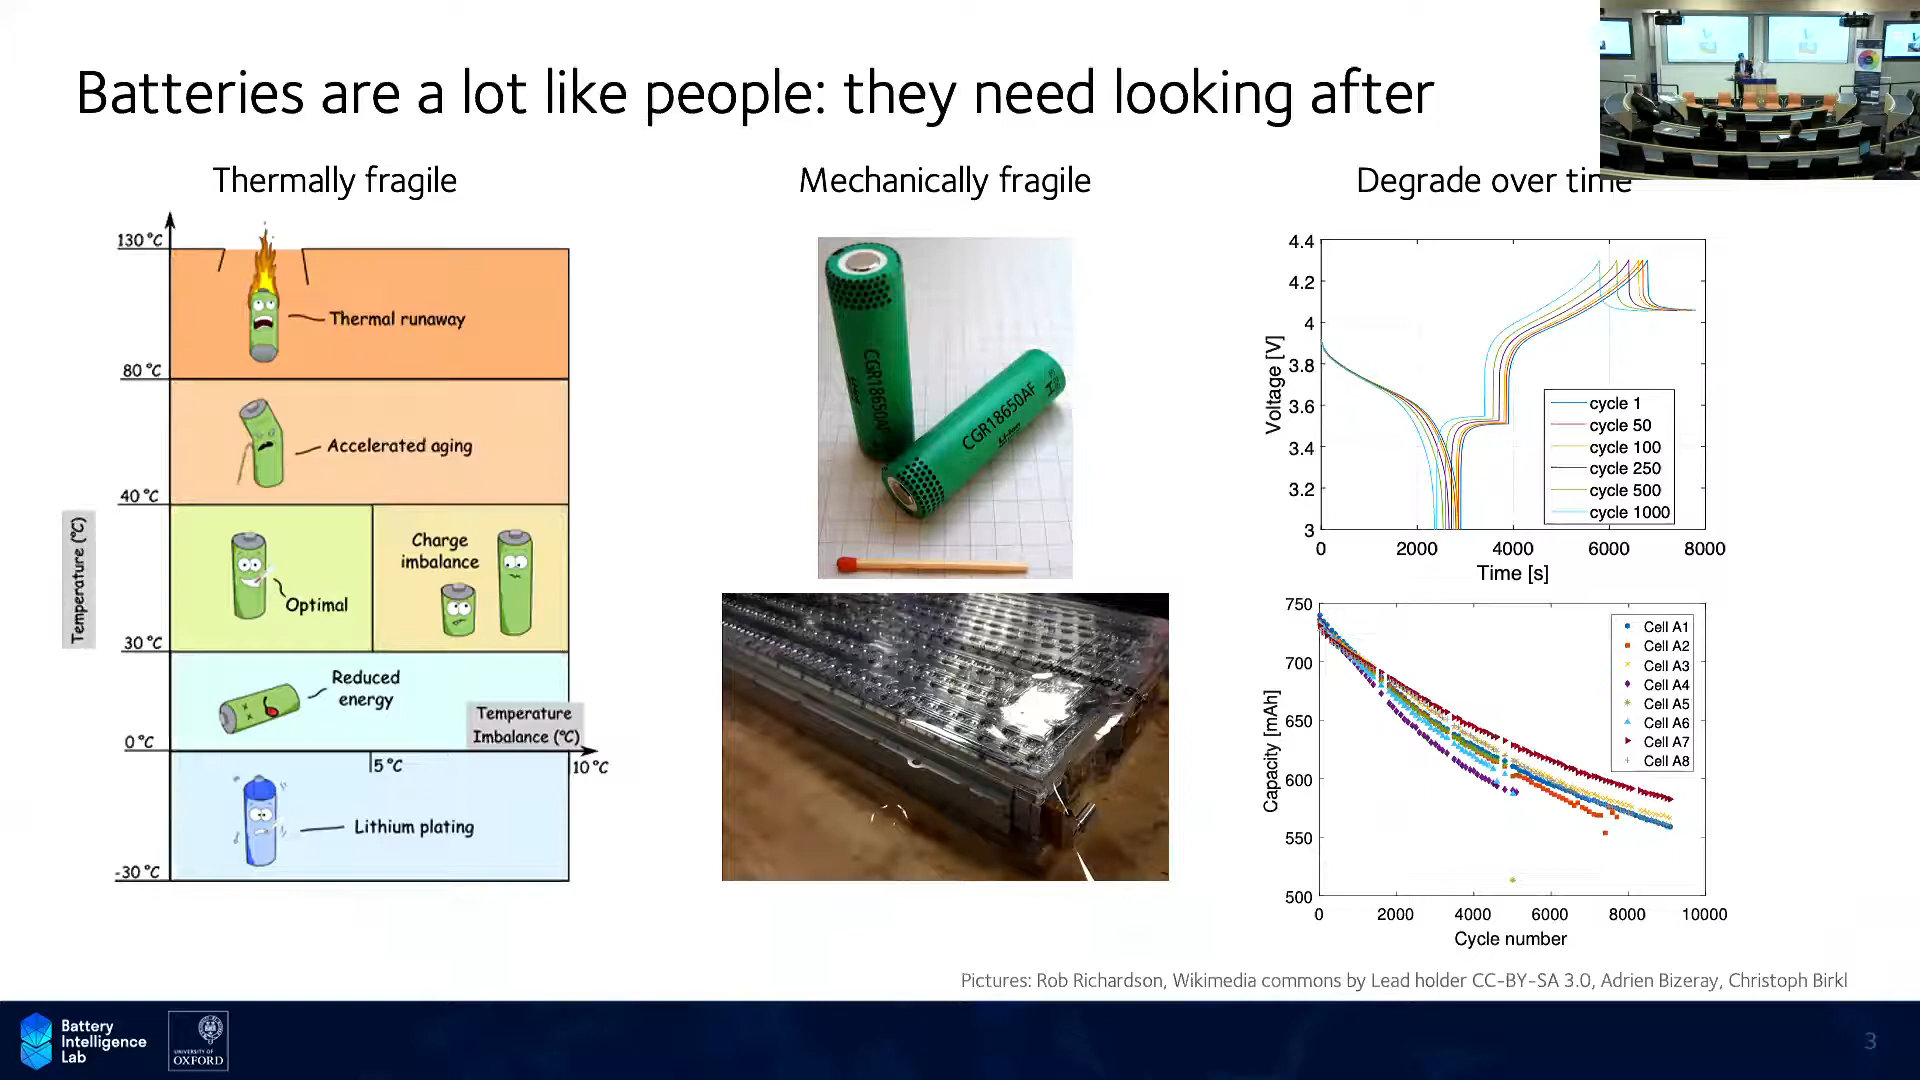 Batteries are a lot like people: they need looking after
Thermally fragile
130 °C
Thermal runaway
80 °C
Accelerated aging
40 °C
Temperature (°C)
Charge
imbalance
Optimal
30 °C
Reduced
energy
Temperature
Imbalance (°C)
0 °C
5 °C
10 °C
Lithium plating
-30 °C
Mechanically fragile
CGR18650AF
Li-ion
CGR18650AF
Li-ion
Degrade over time
4.4
4.2
4
3.8
3.6
3.4
3.2
3
Voltage [V]
cycle 1
cycle 50
cycle 100
cycle 250
cycle 500
cycle 1000
0
2000
4000
6000
8000
Time [s]
750
700
650
600
550
500
Capacity [mAh]
Cell A1
Cell A2
Cell A3
Cell A4
Cell A5
Cell A6
Cell A7
Cell A8
0
2000
4000
6000
8000
10000
Cycle number
Pictures: Rob Richardson, Wikimedia commons by Lead holder CC-BY-SA 3.0, Adrien Bizeray, Christoph Birkl
Battery
Intelligence
Lab
UNIVERSITY OF
OXFORD
3